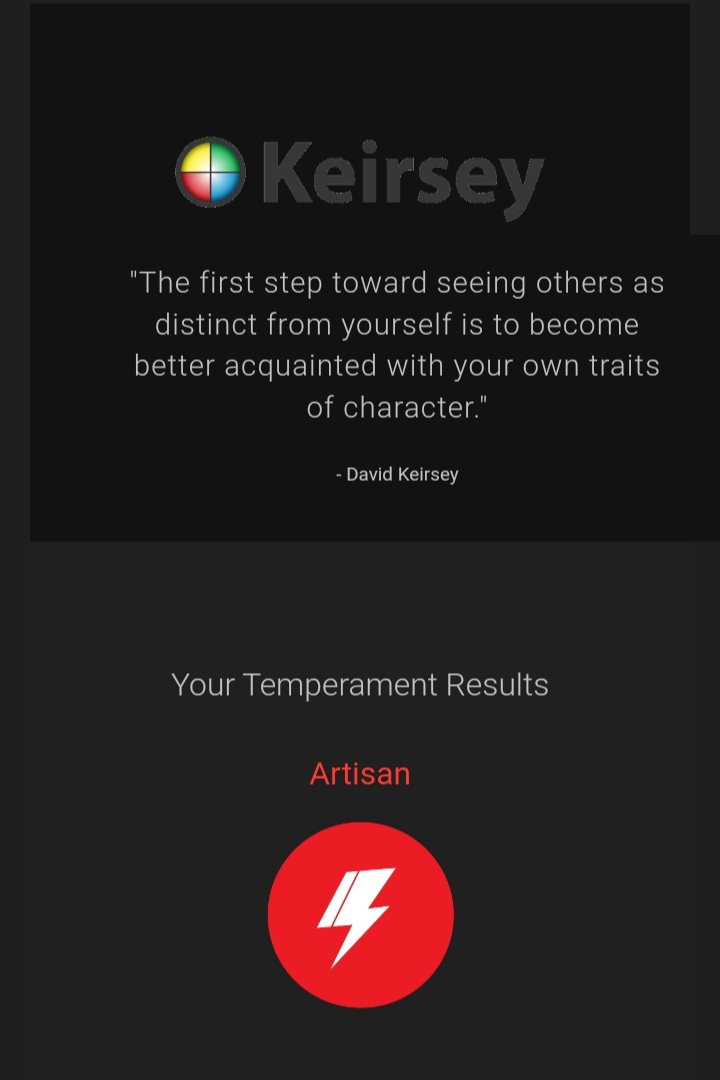 Keirsey
"The first step toward seeing others as
distinct from yourself is to become
better acquainted with your own traits
of character."
- David Keirsey
Your Temperament Results
Artisan